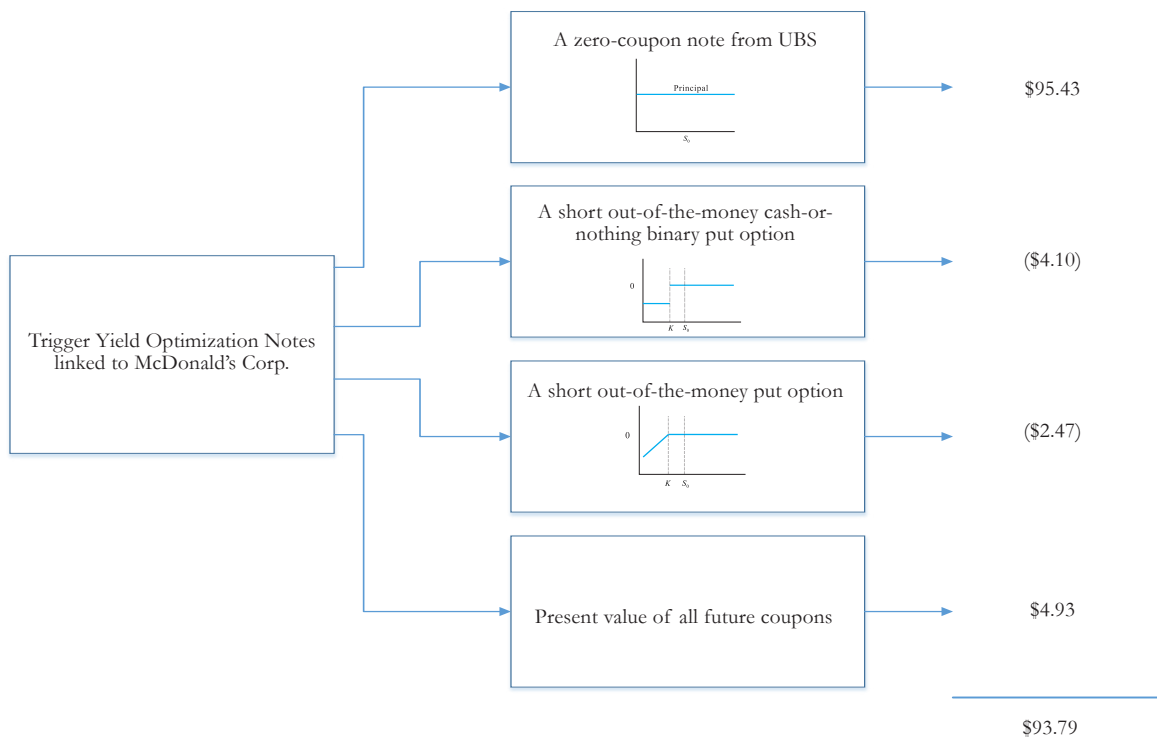 A zero-coupon note from UBS
Principal
S0
$95.43
A short out-of-the-money cash-or-
nothing binary put option
0
K S0
($4.10)
Trigger Yield Optimization Notes
linked to McDonald's Corp.
A short out-of-the-money put option
0
K S0
($2.47)
Present value of all future coupons
$4.93
$93.79